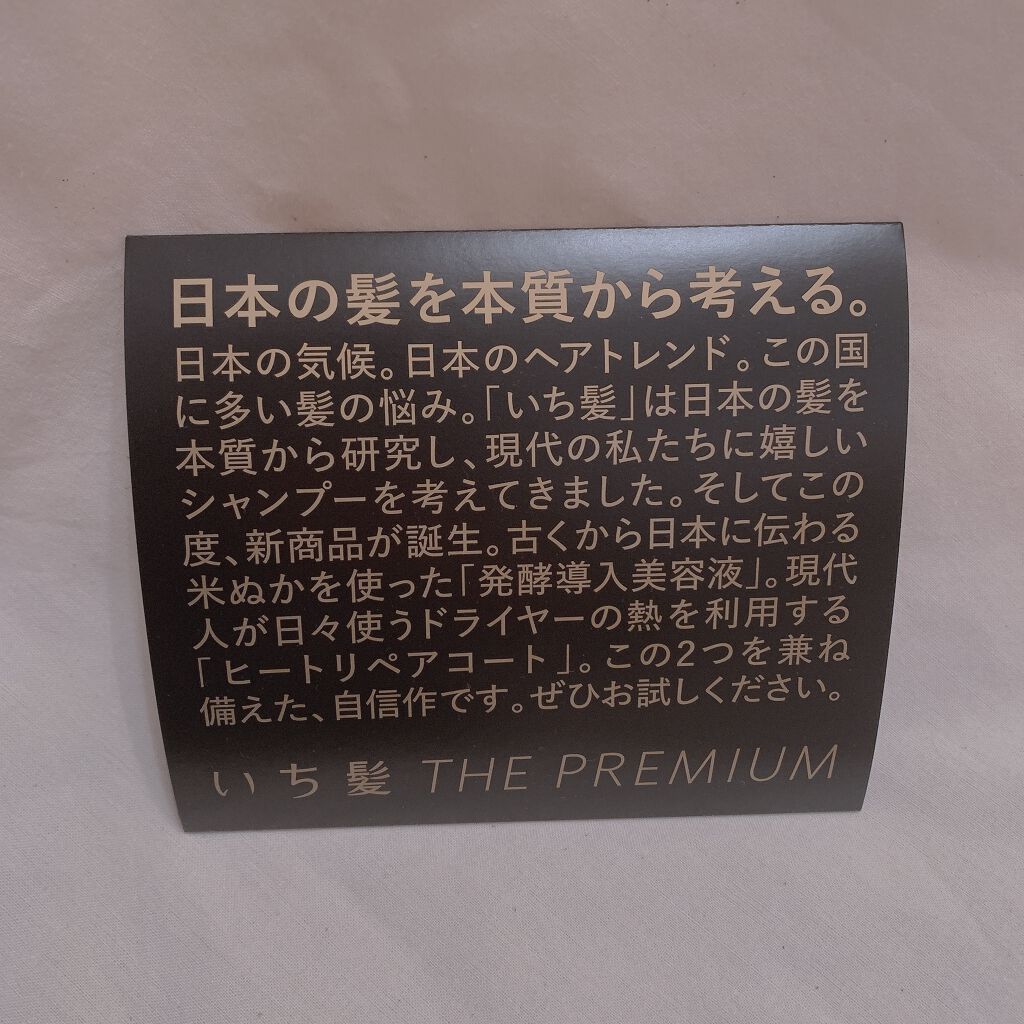 日本の髪を本質から考える。
日本の気候。日本のヘアトレンド。この国
に多い髪の悩み。「いち髪」は日本の髪を
本質から研究し、現代の私たちに嬉しい
シャンプーを考えてきました。そしてこの
度、新商品が誕生。古くから日本に伝わる
米ぬかを使った「発酵導入美容液」。現代
人が日々使うドライヤーの熱を利用する
「ヒートリペアコート」。この2つを兼ね
備えた、自信作です。ぜひお試しください。
いち髪 THE PREMIUM